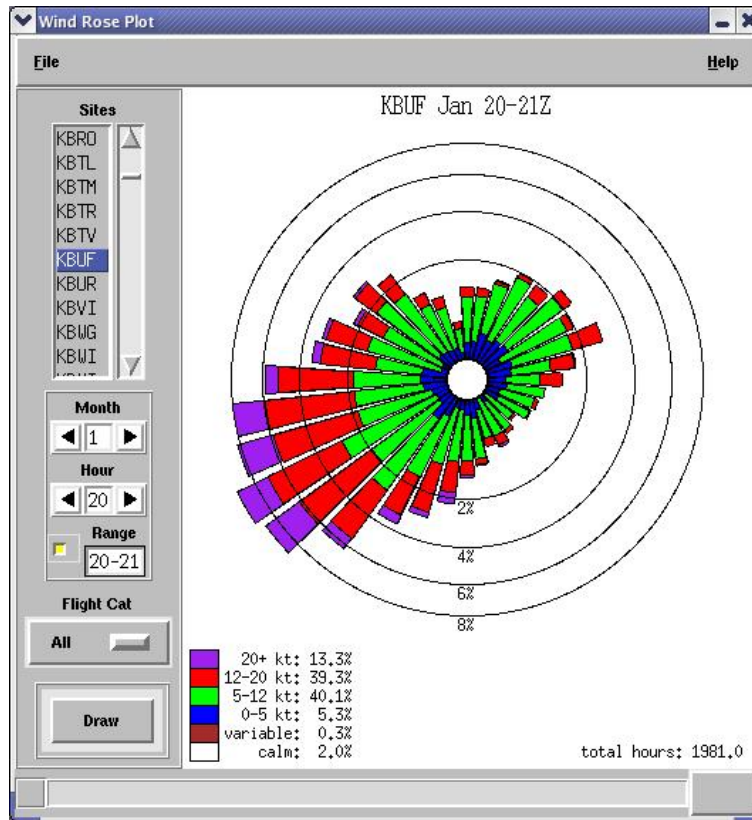 Wind Rose Plot
File
Help
Sites
KBRO
KBTL
KBTM
KBTR
KBTV
KBUF
KBUR
KBVI
KBWG
KBWI
Month
1
Hour
20
Range
20-21
Flight Cat
All
Draw
KBUF Jan 20-21Z
2%
4%
6%
8%
20+ kt: 13.3%
12-20 kt: 39.3%
5-12 kt: 40.1%
0-5 kt: 5.3%
variable: 0.3%
calm: 2.0%
total hours: 1981.0